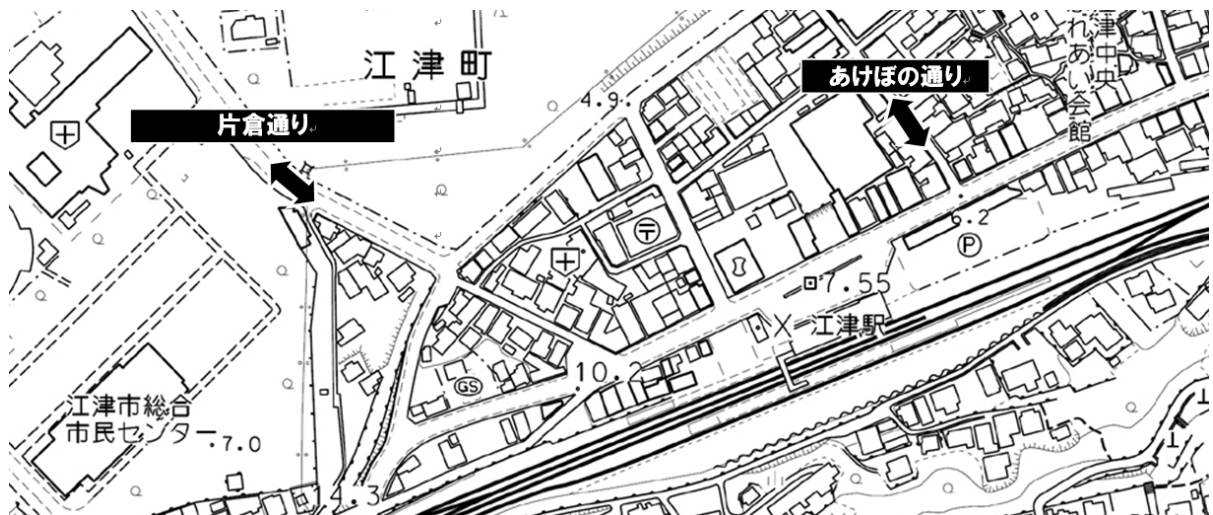 江津町
片倉通り
4.9
あけぼの通り
津中央
れあい会館
〒
6.2
P
7.55
江津駅
GS
10.2
江津市総合
市民センター
7.0
4.3